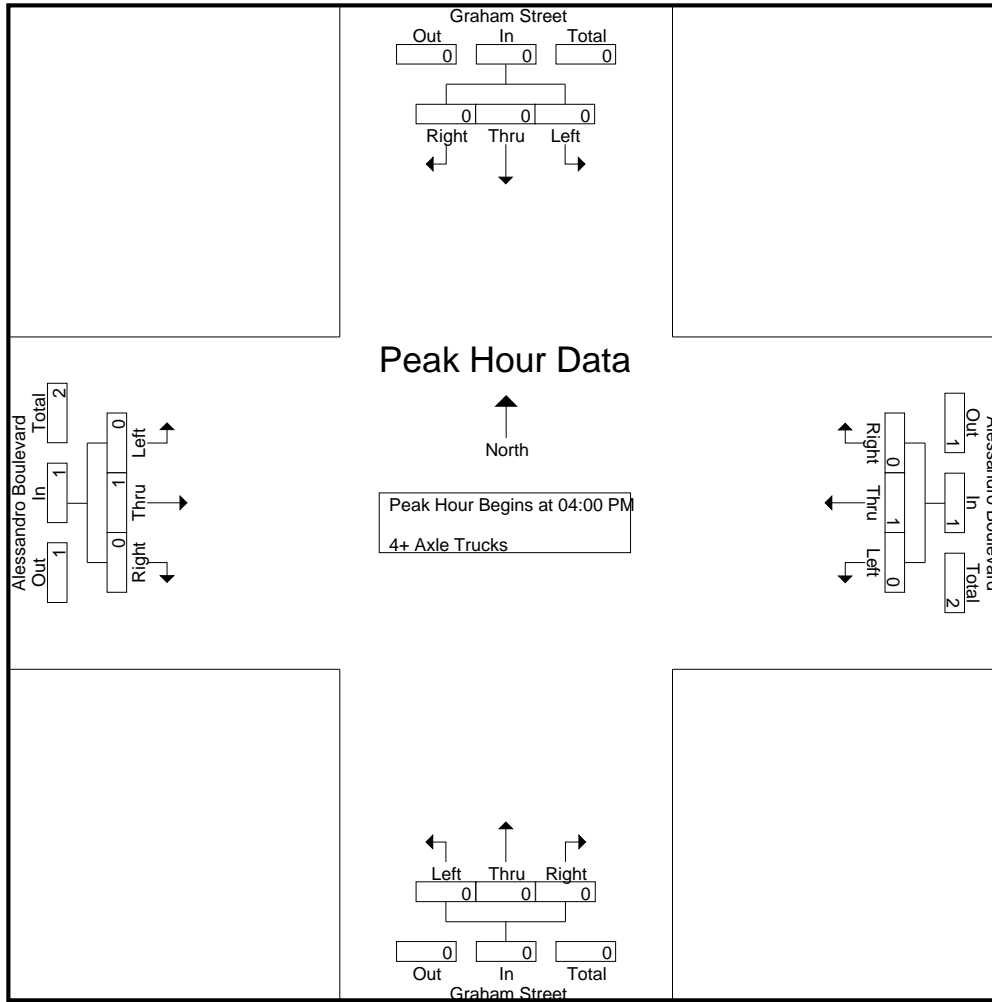 Graham Street
Out In Total
0 0 0
0 0 0
Right Thru Left
Peak Hour Data
North
Peak Hour Begins at 04:00 PM
4+ Axle Trucks
Alessandro Boulevard
Out In Total
1 1 2
0 1 0
Right Thru Left
Alessandro Boulevard
Out In Total
1 1 2
Right Thru Left
0 1 0
Left Thru Right
0 0 0
0 0 0
Out In Total
Graham Street